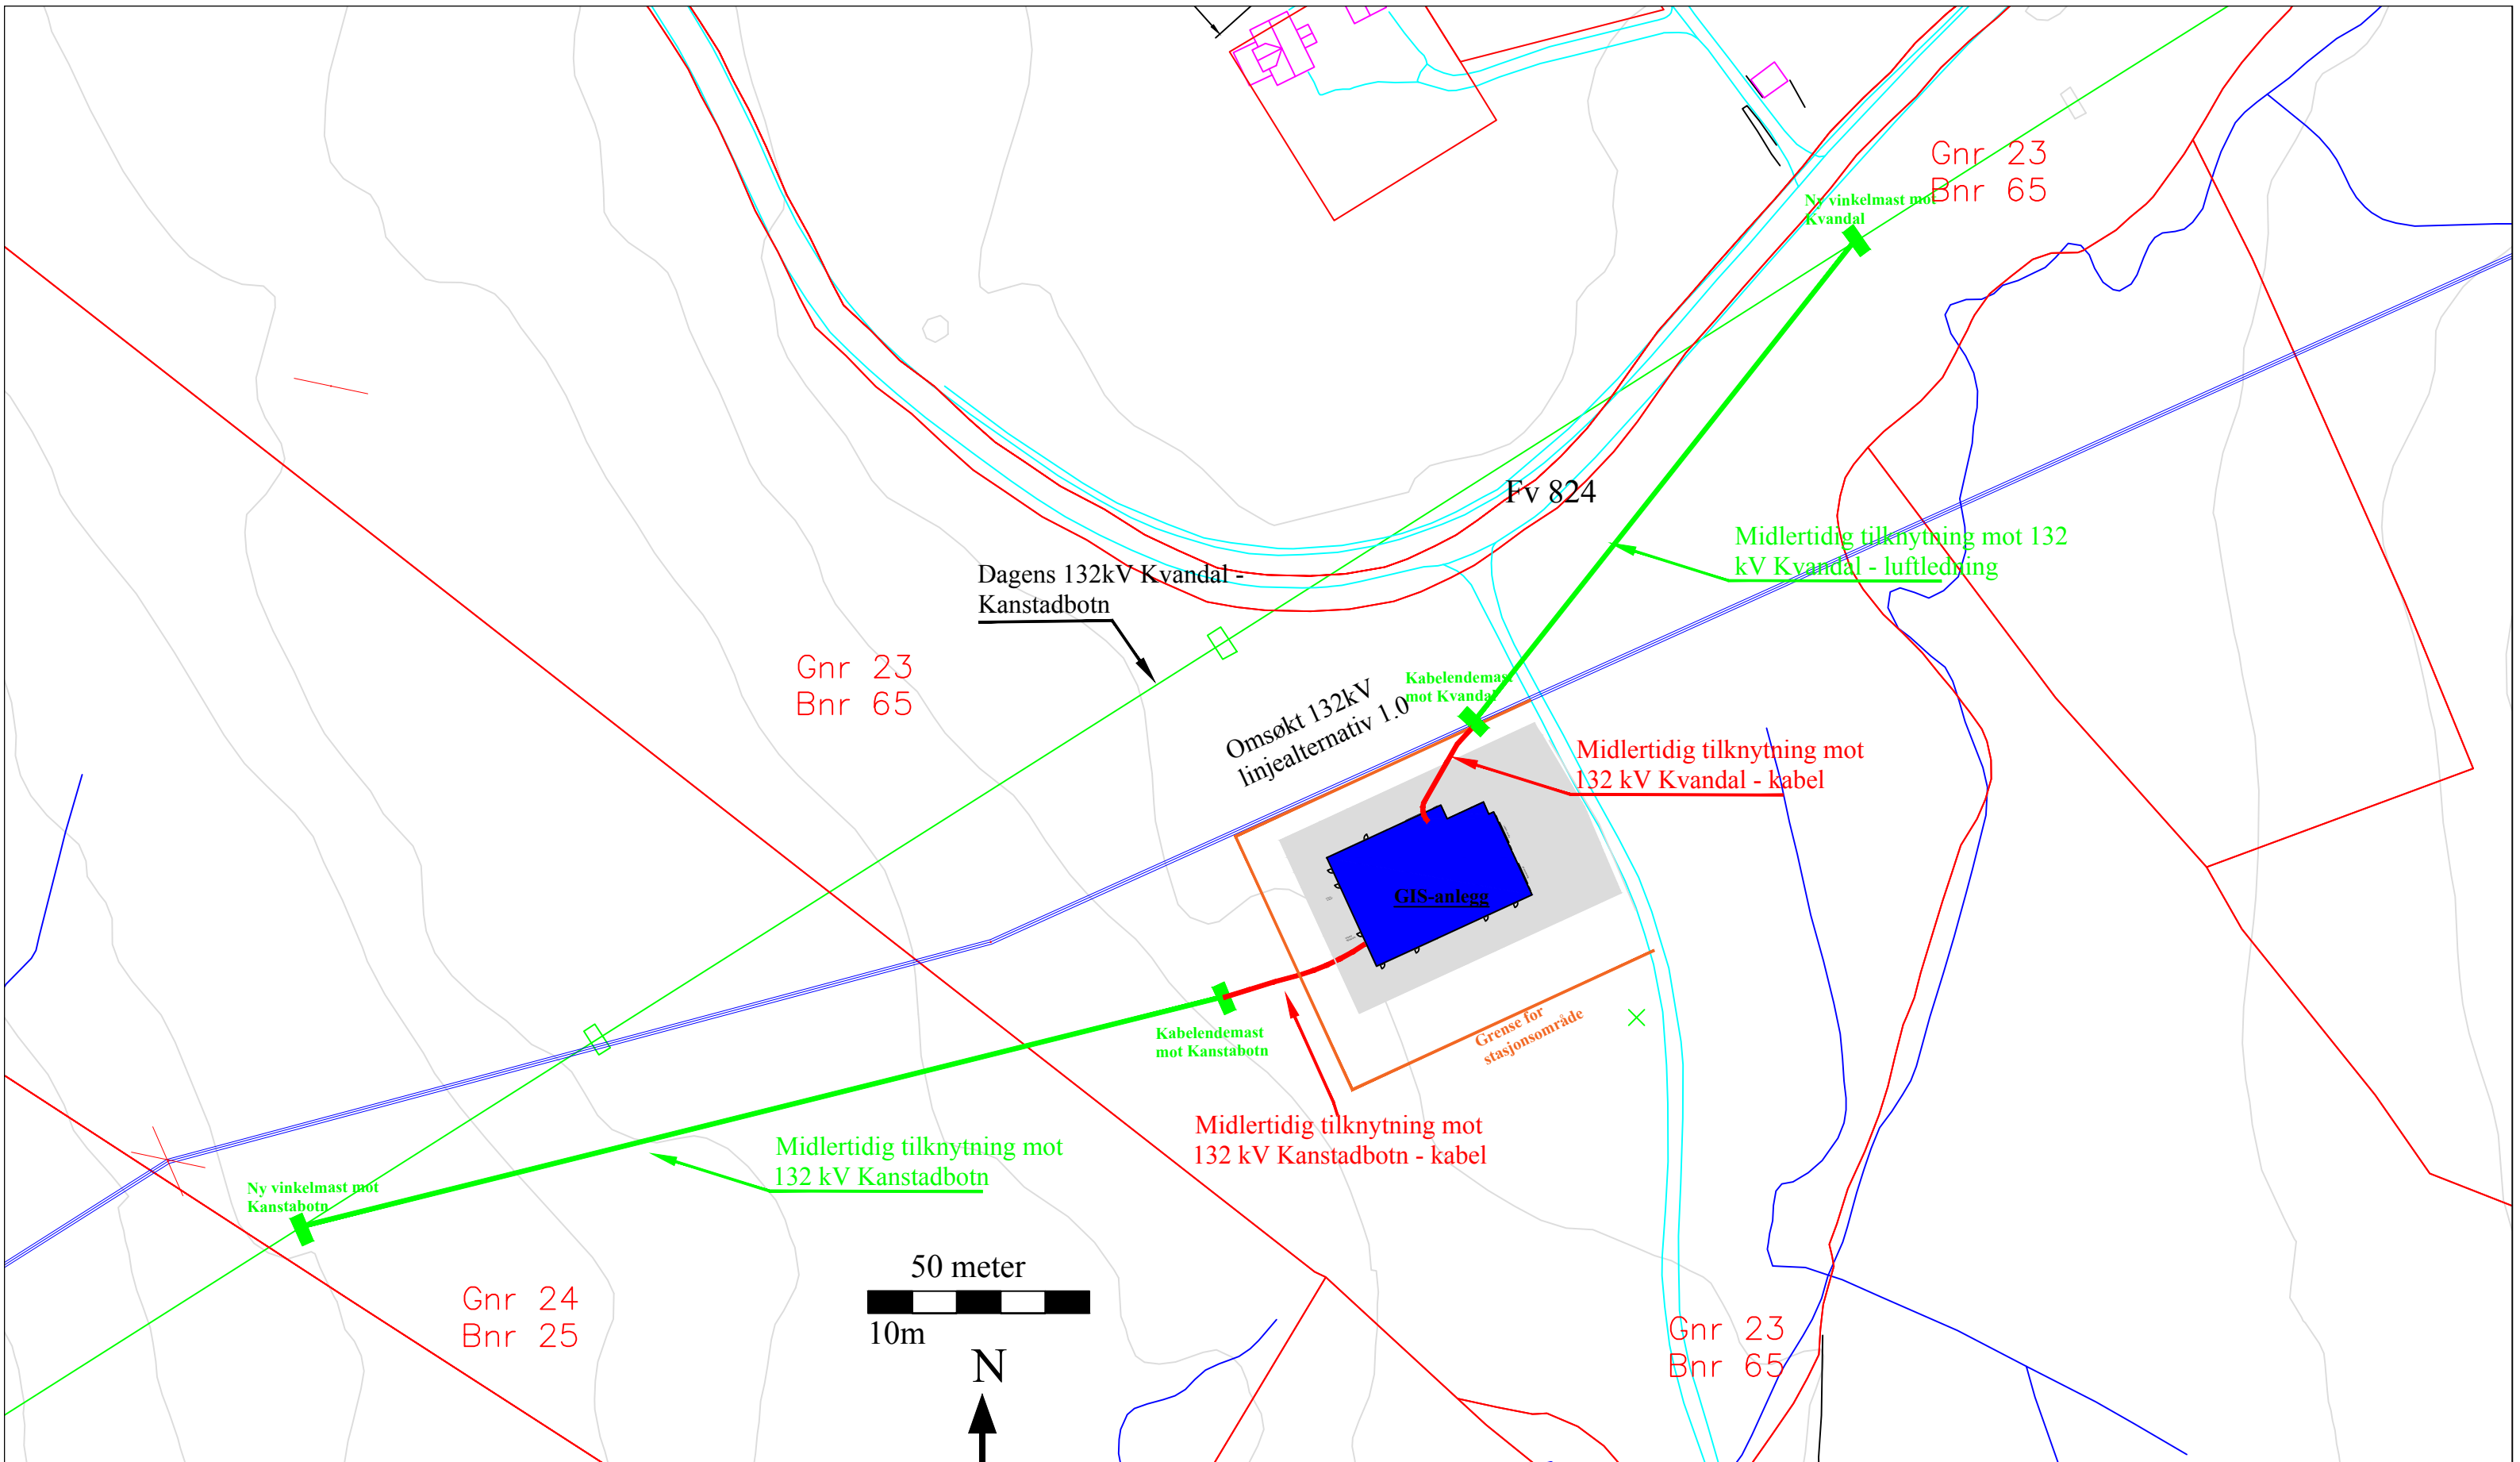 Gnr 23
Bnr 65
Ny vinkelmast mot
Kvandal
Fv 824
Midlertidig tilknytning mot 132
kV Kvandal - luftledning
Dagens 132kV Kvandal -
Kanstadbotn
Gnr 23
Bnr 65
Kabelendemast
mot Kvandal
Omsøkt 132kV
linjealternativ 1.0
Midlertidig tilknytning mot
132 kV Kvandal - kabel
GIS-anlegg
Grense for
stasjonsområde
Kabelendemast
mot Kanstabotn
Midlertidig tilknytning mot
132 kV Kanstadbotn - kabel
Midlertidig tilknytning mot
132 kV Kanstadbotn
Ny vinkelmast mot
Kanstabotn
50 meter
10m
Gnr 24
Bnr 25
Gnr 23
Bnr 65
N